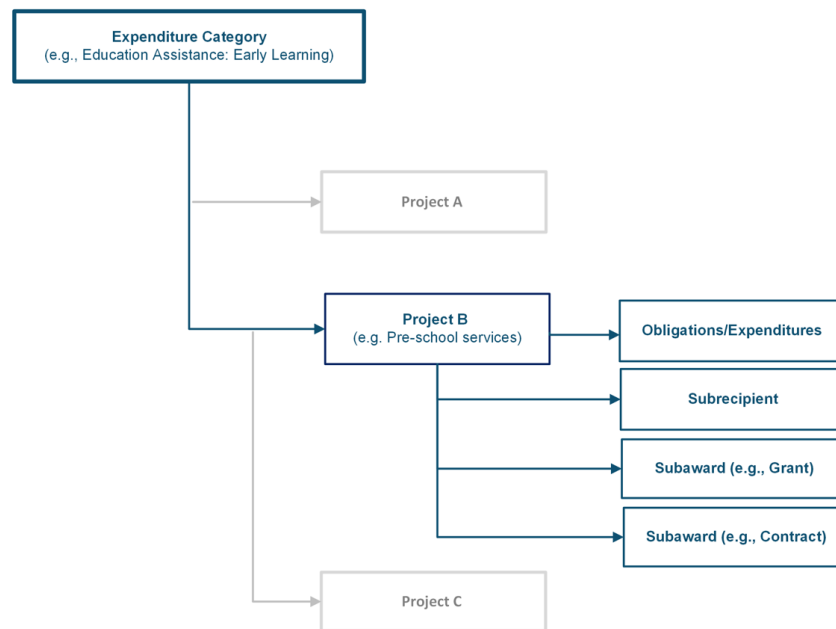 Expenditure Category
(e.g., Education Assistance: Early Learning)
Project A
Project B
(e.g. Pre-school services)
Obligations/Expenditures
Subrecipient
Subaward (e.g., Grant)
Subaward (e.g., Contract)
Project C